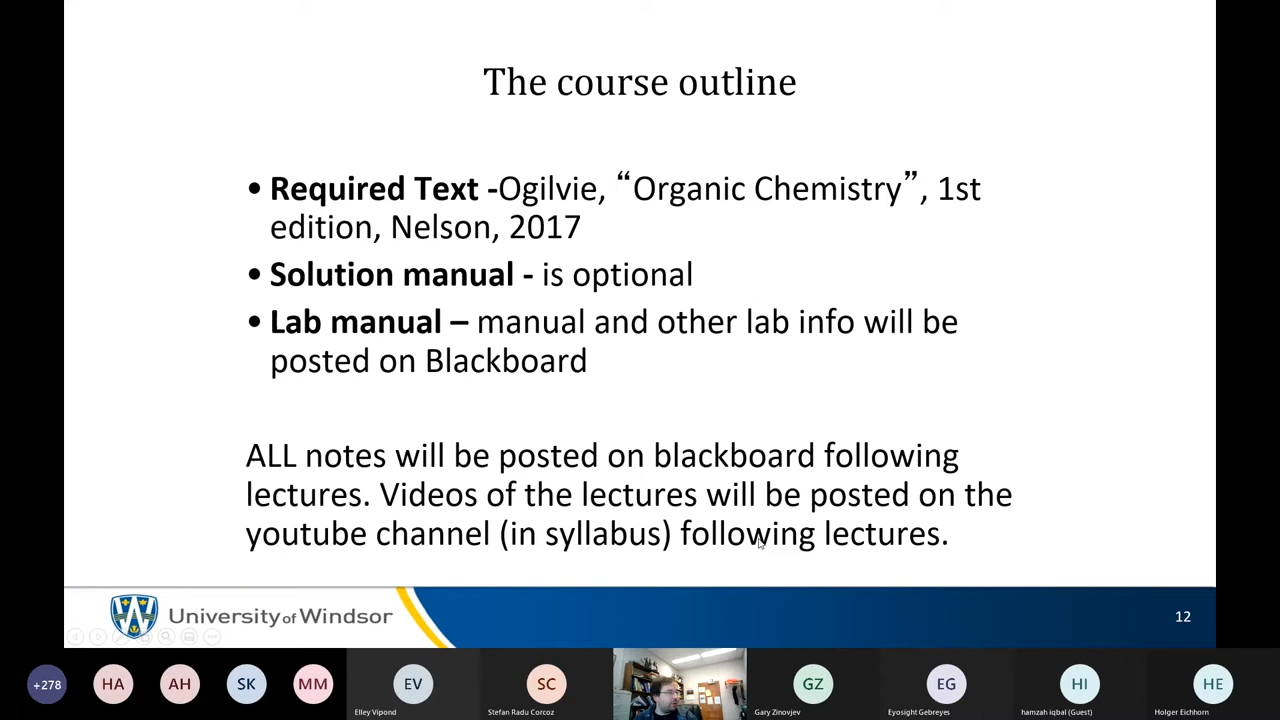 The course outline
• Required Text -Ogilvie, “Organic Chemistry”, 1st
edition, Nelson, 2017
• Solution manual - is optional
• Lab manual – manual and other lab info will be
posted on Blackboard
ALL notes will be posted on blackboard following
lectures. Videos of the lectures will be posted on the
youtube channel (in syllabus) following lectures.
University of Windsor
12
+278
HA
AH
SK
MM
EV
SC
GZ
EG
HI
HE
Elley Vipond
Stefan Radu Corcoz
Gary Zinovjev
Eyosight Gebreyes
hamzah iqbal (Guest)
Holger Eichhorn